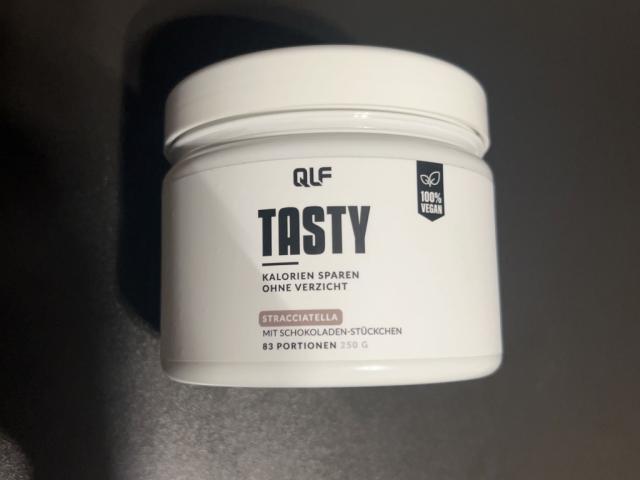 QLF
100%
VEGAN
TASTY
KALORIEN SPAREN
OHNE VERZICHT
STRACCIATELLA
MIT SCHOKOLADEN-STÜCKCHEN
83 PORTIONEN 250 G